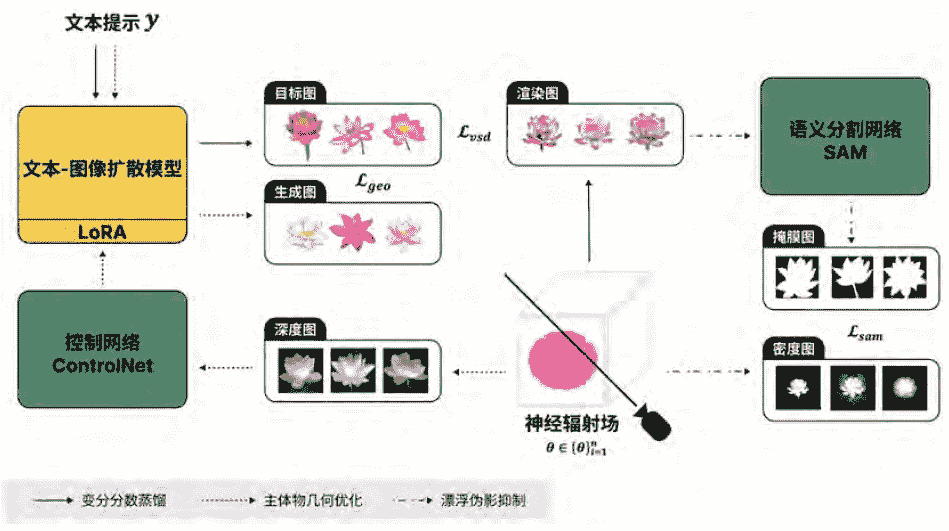 文本提示 y
目标图
渲染图
语义分割网络
SAM
文本-图像扩散模型
ℒvsd
生成图
ℒgeo
LoRA
掩膜图
控制网络
ControlNet
深度图
ℒsam
密度图
神经辐射场
θ ∈ {θ}ⁿᵢ₌₁
变分分数蒸馏
主体物几何优化
漂浮伪影抑制